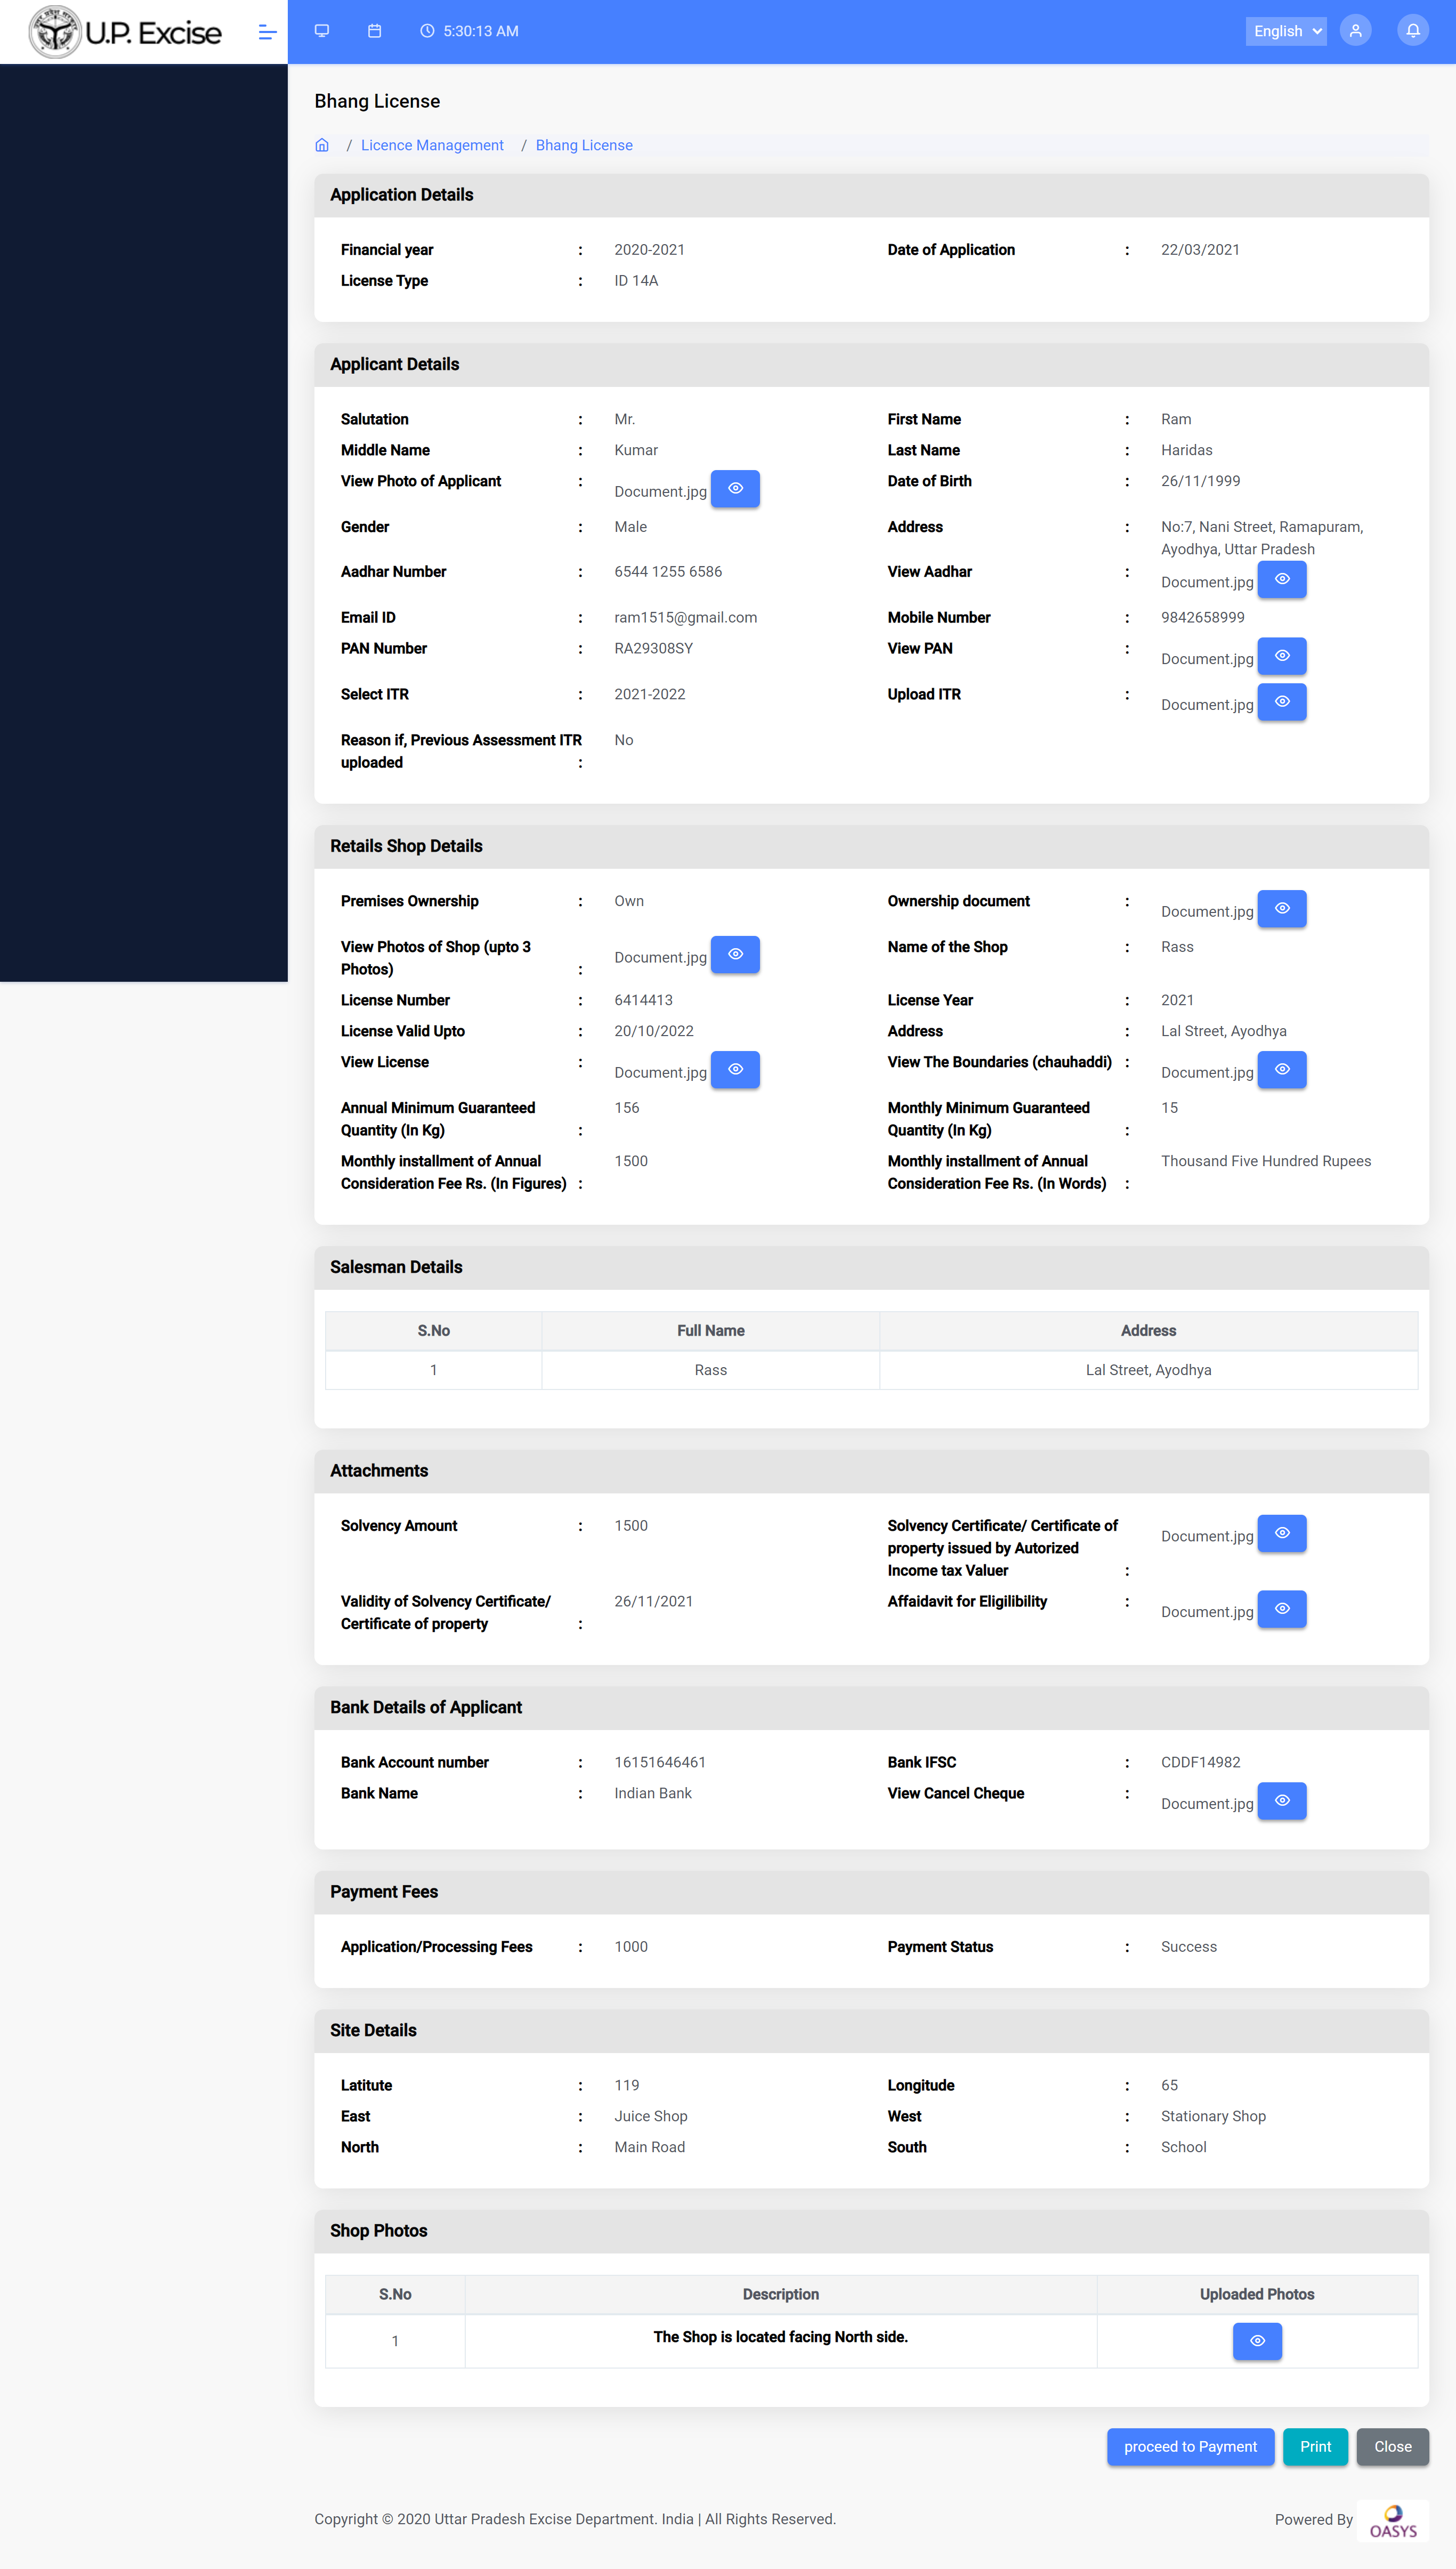 U.P. Excise
5:30:13 AM
English
Bhang License
/ Licence Management / Bhang License
Application Details
Financial year : 2020-2021 Date of Application : 22/03/2021
License Type : ID 14A
Applicant Details
Salutation : Mr. First Name : Ram
Middle Name : Kumar Last Name : Haridas
View Photo of Applicant : Document.jpg Date of Birth : 26/11/1999
Gender : Male Address : No:7, Nani Street, Ramapuram,
Ayodhya, Uttar Pradesh
Aadhar Number : 6544 1255 6586 View Aadhar : Document.jpg
Email ID : ram1515@gmail.com Mobile Number : 9842658999
PAN Number : RA29308SY View PAN : Document.jpg
Select ITR : 2021-2022 Upload ITR : Document.jpg
Reason if, Previous Assessment ITR No
uploaded :
Retails Shop Details
Premises Ownership : Own Ownership document : Document.jpg
View Photos of Shop (upto 3 Document.jpg Name of the Shop : Rass
Photos) :
License Number : 6414413 License Year : 2021
License Valid Upto : 20/10/2022 Address : Lal Street, Ayodhya
View License : Document.jpg View The Boundaries (chauhaddi) : Document.jpg
Annual Minimum Guaranteed 156 Monthly Minimum Guaranteed 15
Quantity (In Kg) : Quantity (In Kg) :
Monthly installment of Annual 1500 Monthly installment of Annual Thousand Five Hundred Rupees
Consideration Fee Rs. (In Figures) : Consideration Fee Rs. (In Words) :
Salesman Details
S.No Full Name Address
1 Rass Lal Street, Ayodhya
Attachments
Solvency Amount : 1500 Solvency Certificate/ Certificate of Document.jpg
property issued by Autorized
Income tax Valuer :
Validity of Solvency Certificate/ 26/11/2021 Affaidavit for Eligilibility : Document.jpg
Certificate of property :
Bank Details of Applicant
Bank Account number : 16151646461 Bank IFSC : CDDF14982
Bank Name : Indian Bank View Cancel Cheque : Document.jpg
Payment Fees
Application/Processing Fees : 1000 Payment Status : Success
Site Details
Latitute : 119 Longitude : 65
East : Juice Shop West : Stationary Shop
North : Main Road South : School
Shop Photos
S.No Description Uploaded Photos
1 The Shop is located facing North side.
proceed to Payment Print Close
Copyright © 2020 Uttar Pradesh Excise Department. India | All Rights Reserved. Powered By OASYS